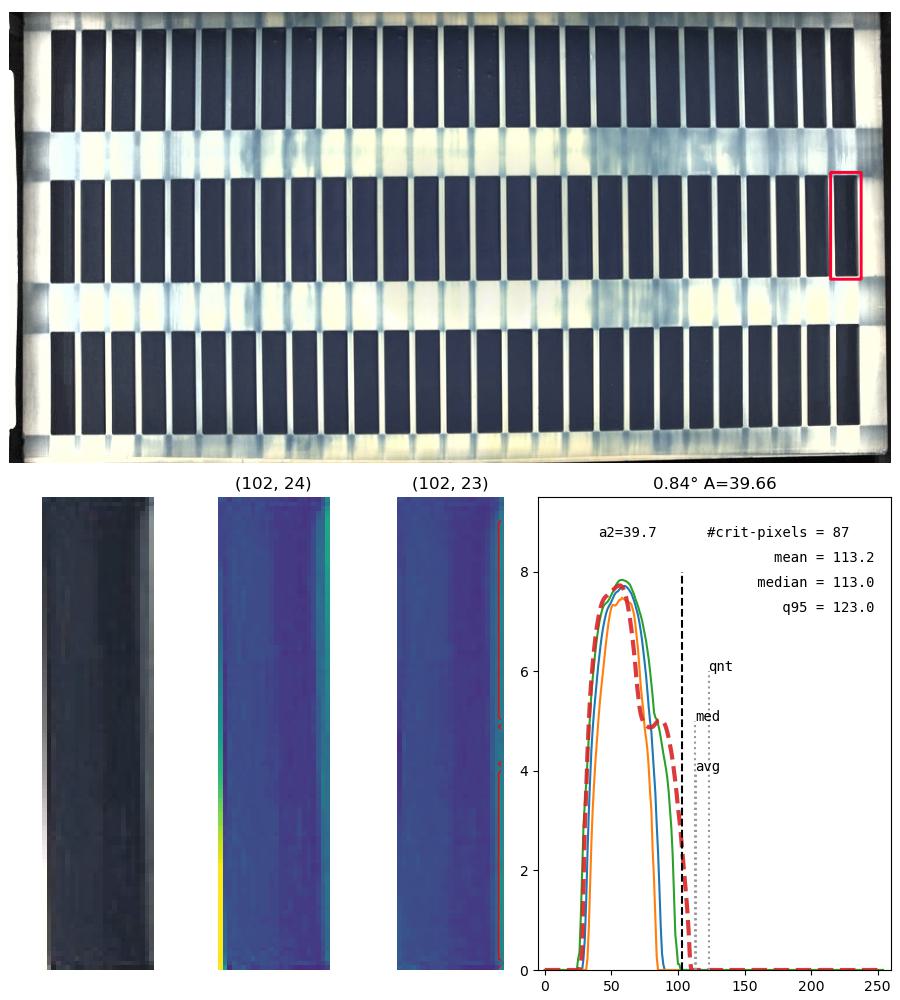 (102, 24)
(102, 23)
0.84° A=39.66
a2=39.7
#crit-pixels = 87
mean = 113.2
median = 113.0
q95 = 123.0
qnt
med
avg
8
6
4
2
0
0 50 100 150 200 250